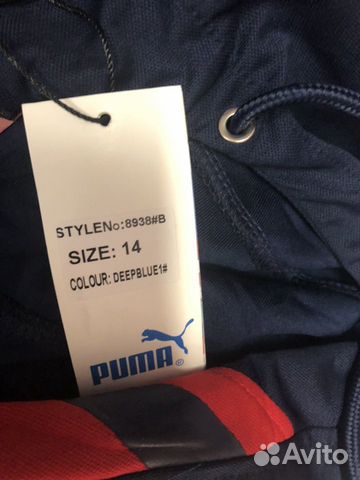 STYLENo:8938#B
SIZE: 14
COLOUR: DEEPBLUE1#
PUMA
Avito